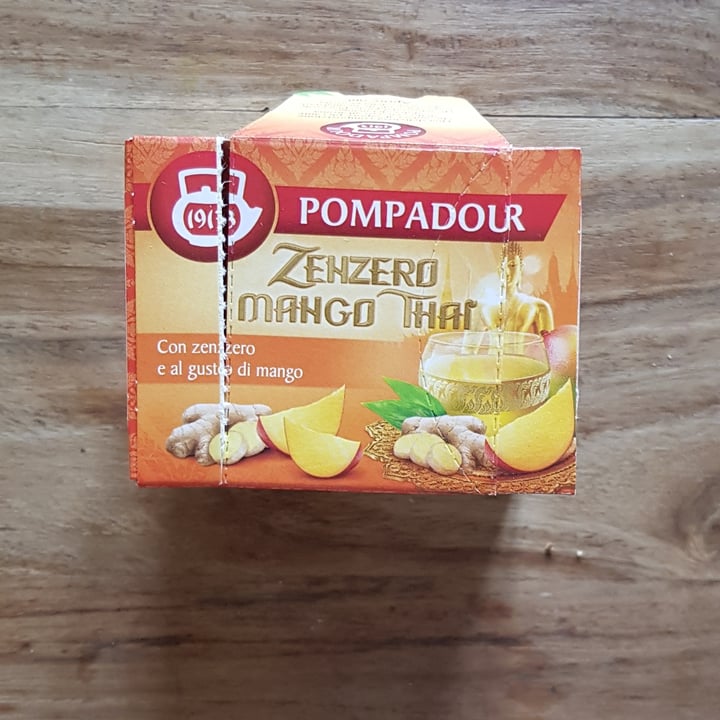 1913
POMPADOUR
ZENZERO
MANGO THAI
Con zenzero
e al gusto di mango